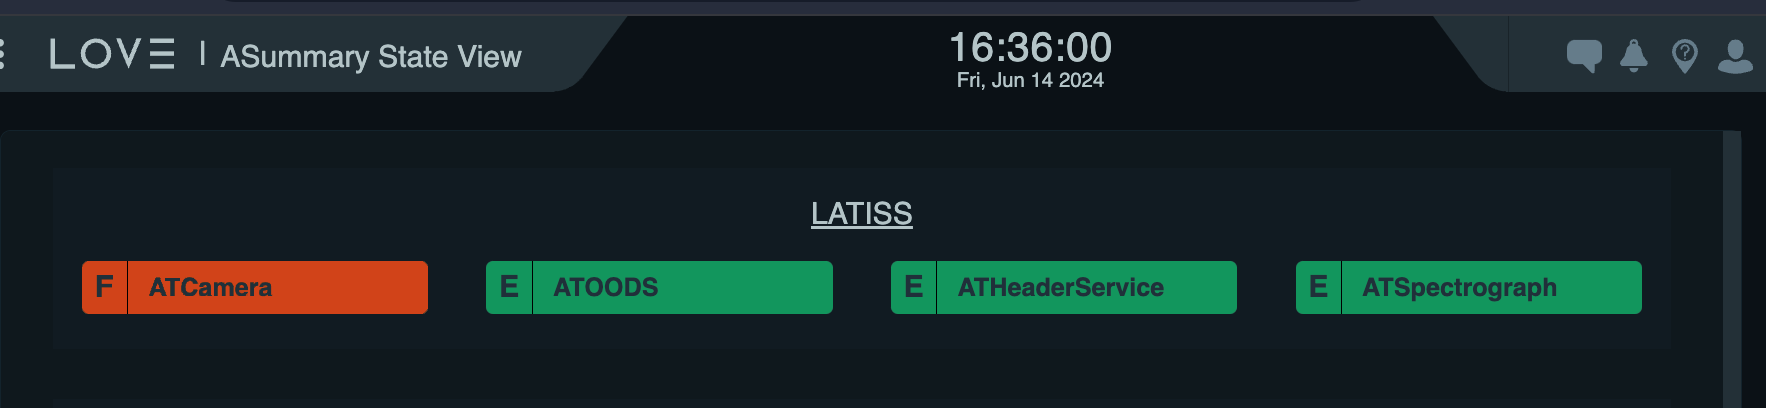 LOVE | ASummary State View
16:36:00
Fri, Jun 14 2024
?
LATISS
F ATCamera
E ATOODS
E ATHeaderService
E ATSpectrograph